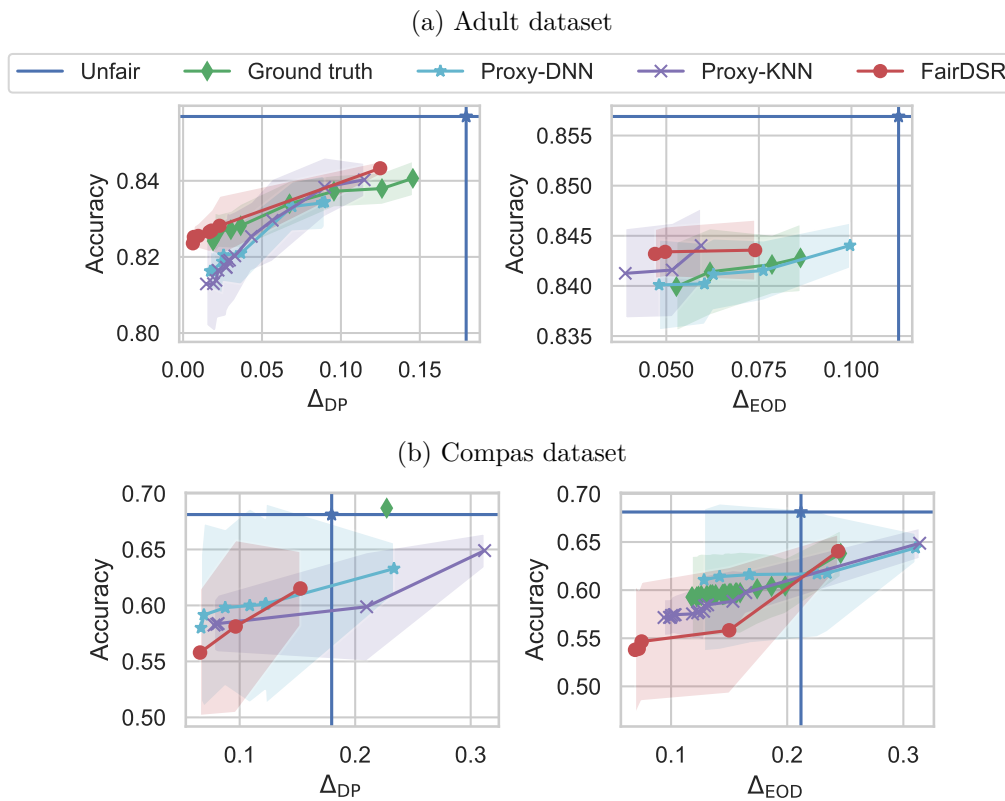 (a) Adult dataset
Unfair Ground truth Proxy-DNN Proxy-KNN FairDSR
0.84
0.82
0.80
Accuracy
0.00 0.05 0.10 0.15
Δ_DP
0.855
0.850
0.845
0.840
0.835
Accuracy
0.050 0.075 0.100
Δ_EOD
(b) Compas dataset
0.70
0.65
0.60
0.55
0.50
Accuracy
0.1 0.2 0.3
Δ_DP
0.70
0.65
0.60
0.55
0.50
Accuracy
0.1 0.2 0.3
Δ_EOD